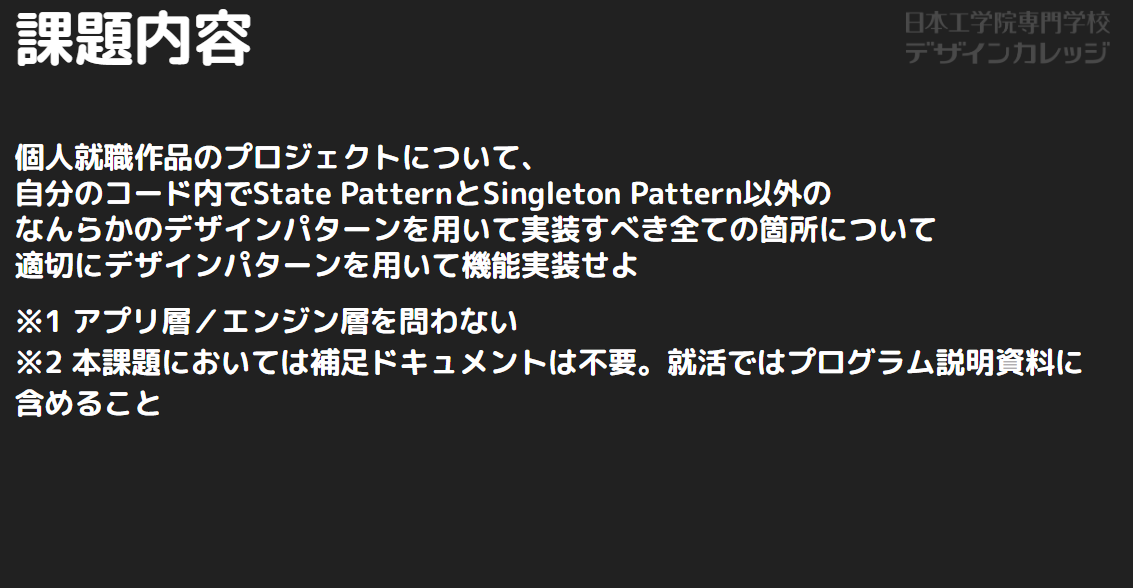 課題内容
日本工学院専門学校
デザインカレッジ
個人就職作品のプロジェクトについて、
自分のコード内でState PatternとSingleton Pattern以外の
なんらかのデザインパターンを用いて実装すべき全ての箇所について
適切にデザインパターンを用いて機能実装せよ
※1 アプリ層／エンジン層を問わない
※2 本課題においては補足ドキュメントは不要。就活ではプログラム説明資料に
含めること